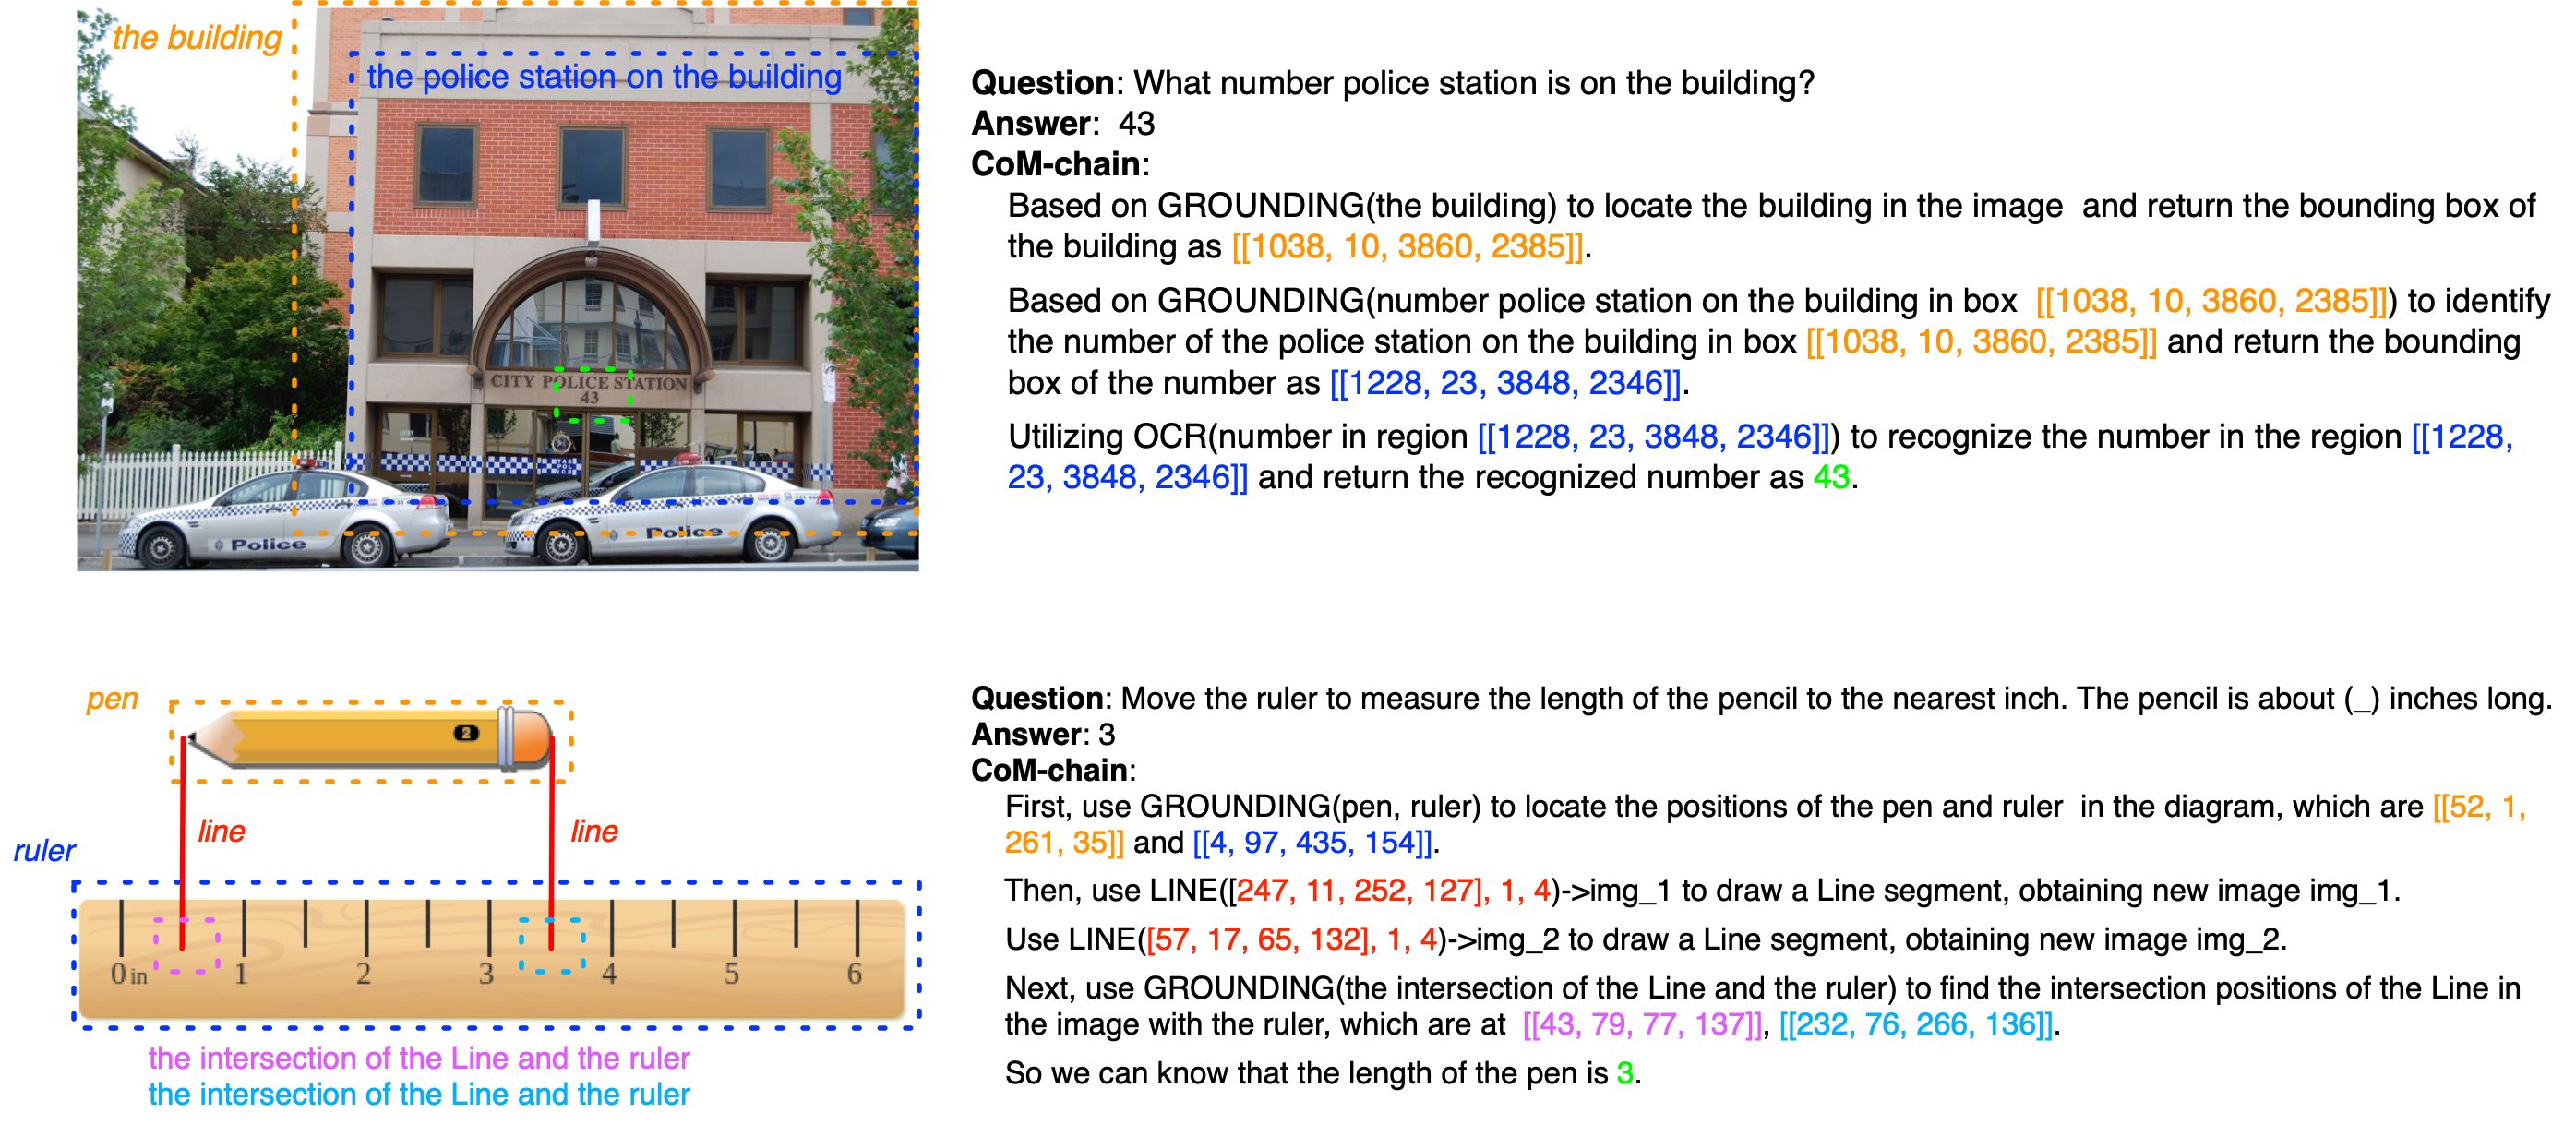 the building
the police station on the building
CITY POLICE STATION
43
Police
Police
Question: What number police station is on the building?
Answer: 43
CoM-chain:
Based on GROUNDING(the building) to locate the building in the image and return the bounding box of
the building as [[1038, 10, 3860, 2385]].
Based on GROUNDING(number police station on the building in box [[1038, 10, 3860, 2385]]) to identify
the number of the police station on the building in box [[1038, 10, 3860, 2385]] and return the bounding
box of the number as [[1228, 23, 3848, 2346]].
Utilizing OCR(number in region [[1228, 23, 3848, 2346]]) to recognize the number in the region [[1228,
23, 3848, 2346]] and return the recognized number as 43.
pen
2
line
line
ruler
0 in 1 2 3 4 5 6
the intersection of the Line and the ruler
the intersection of the Line and the ruler
Question: Move the ruler to measure the length of the pencil to the nearest inch. The pencil is about (_) inches long.
Answer: 3
CoM-chain:
First, use GROUNDING(pen, ruler) to locate the positions of the pen and ruler in the diagram, which are [[52, 1,
261, 35]] and [[4, 97, 435, 154]].
Then, use LINE([247, 11, 252, 127], 1, 4)->img_1 to draw a Line segment, obtaining new image img_1.
Use LINE([57, 17, 65, 132], 1, 4)->img_2 to draw a Line segment, obtaining new image img_2.
Next, use GROUNDING(the intersection of the Line and the ruler) to find the intersection positions of the Line in
the image with the ruler, which are at [[43, 79, 77, 137]], [[232, 76, 266, 136]].
So we can know that the length of the pen is 3.